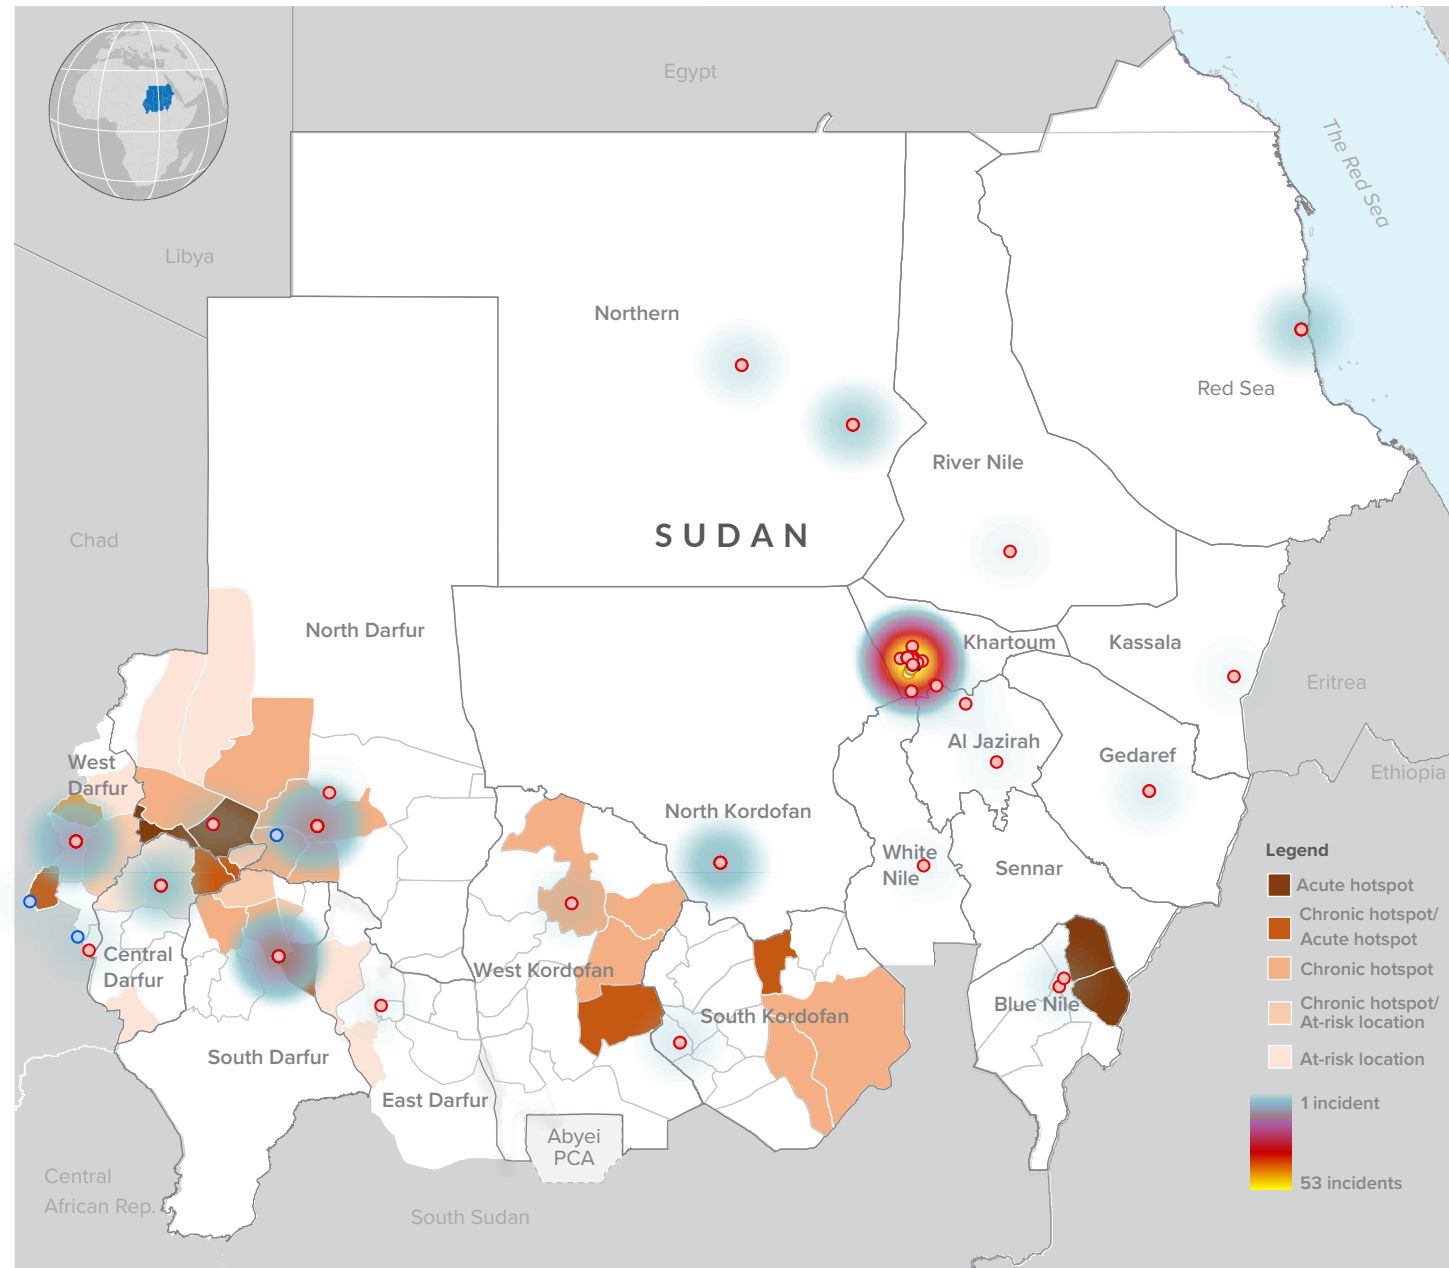 Egypt
The Red Sea
Libya
Northern
Red Sea
River Nile
SUDAN
Chad
North Darfur
Khartoum
Kassala
Eritrea
West
Darfur
Al Jazirah
Gedaref
Ethiopia
North Kordofan
White
Nile
Sennar
Central
Darfur
West Kordofan
South Kordofan
Blue Nile
South Darfur
East Darfur
Abyei
PCA
Central
African Rep.
South Sudan
Legend
Acute hotspot
Chronic hotspot/
Acute hotspot
Chronic hotspot
Chronic hotspot/
At-risk location
At-risk location
1 incident
53 incidents